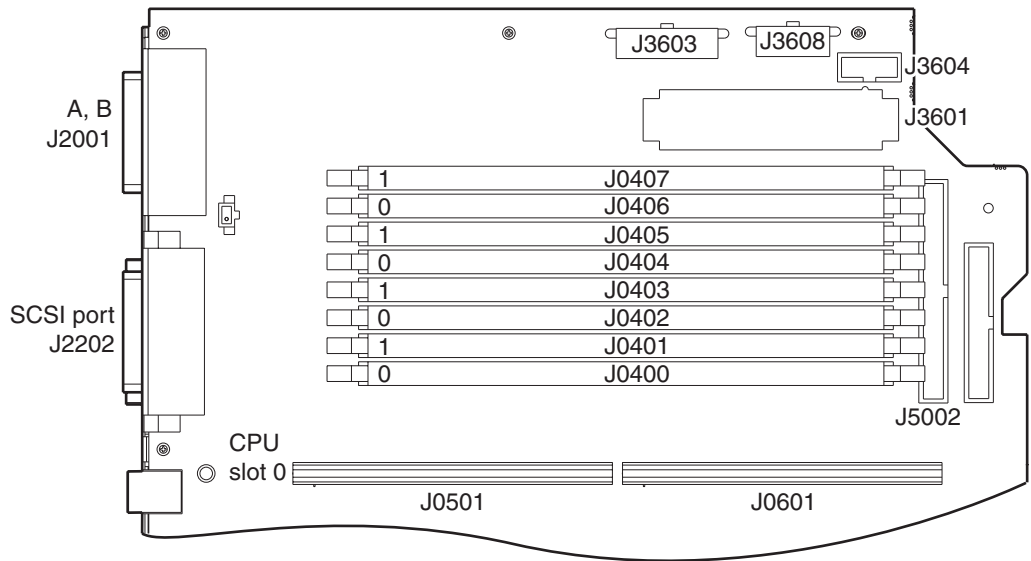 J3603
J3608
J3604
A, B
J2001
J3601
1 J0407
0 J0406
1 J0405
0 J0404
1 J0403
SCSI port
J2202
0 J0402
1 J0401
0 J0400
J5002
CPU
slot 0
J0501
J0601